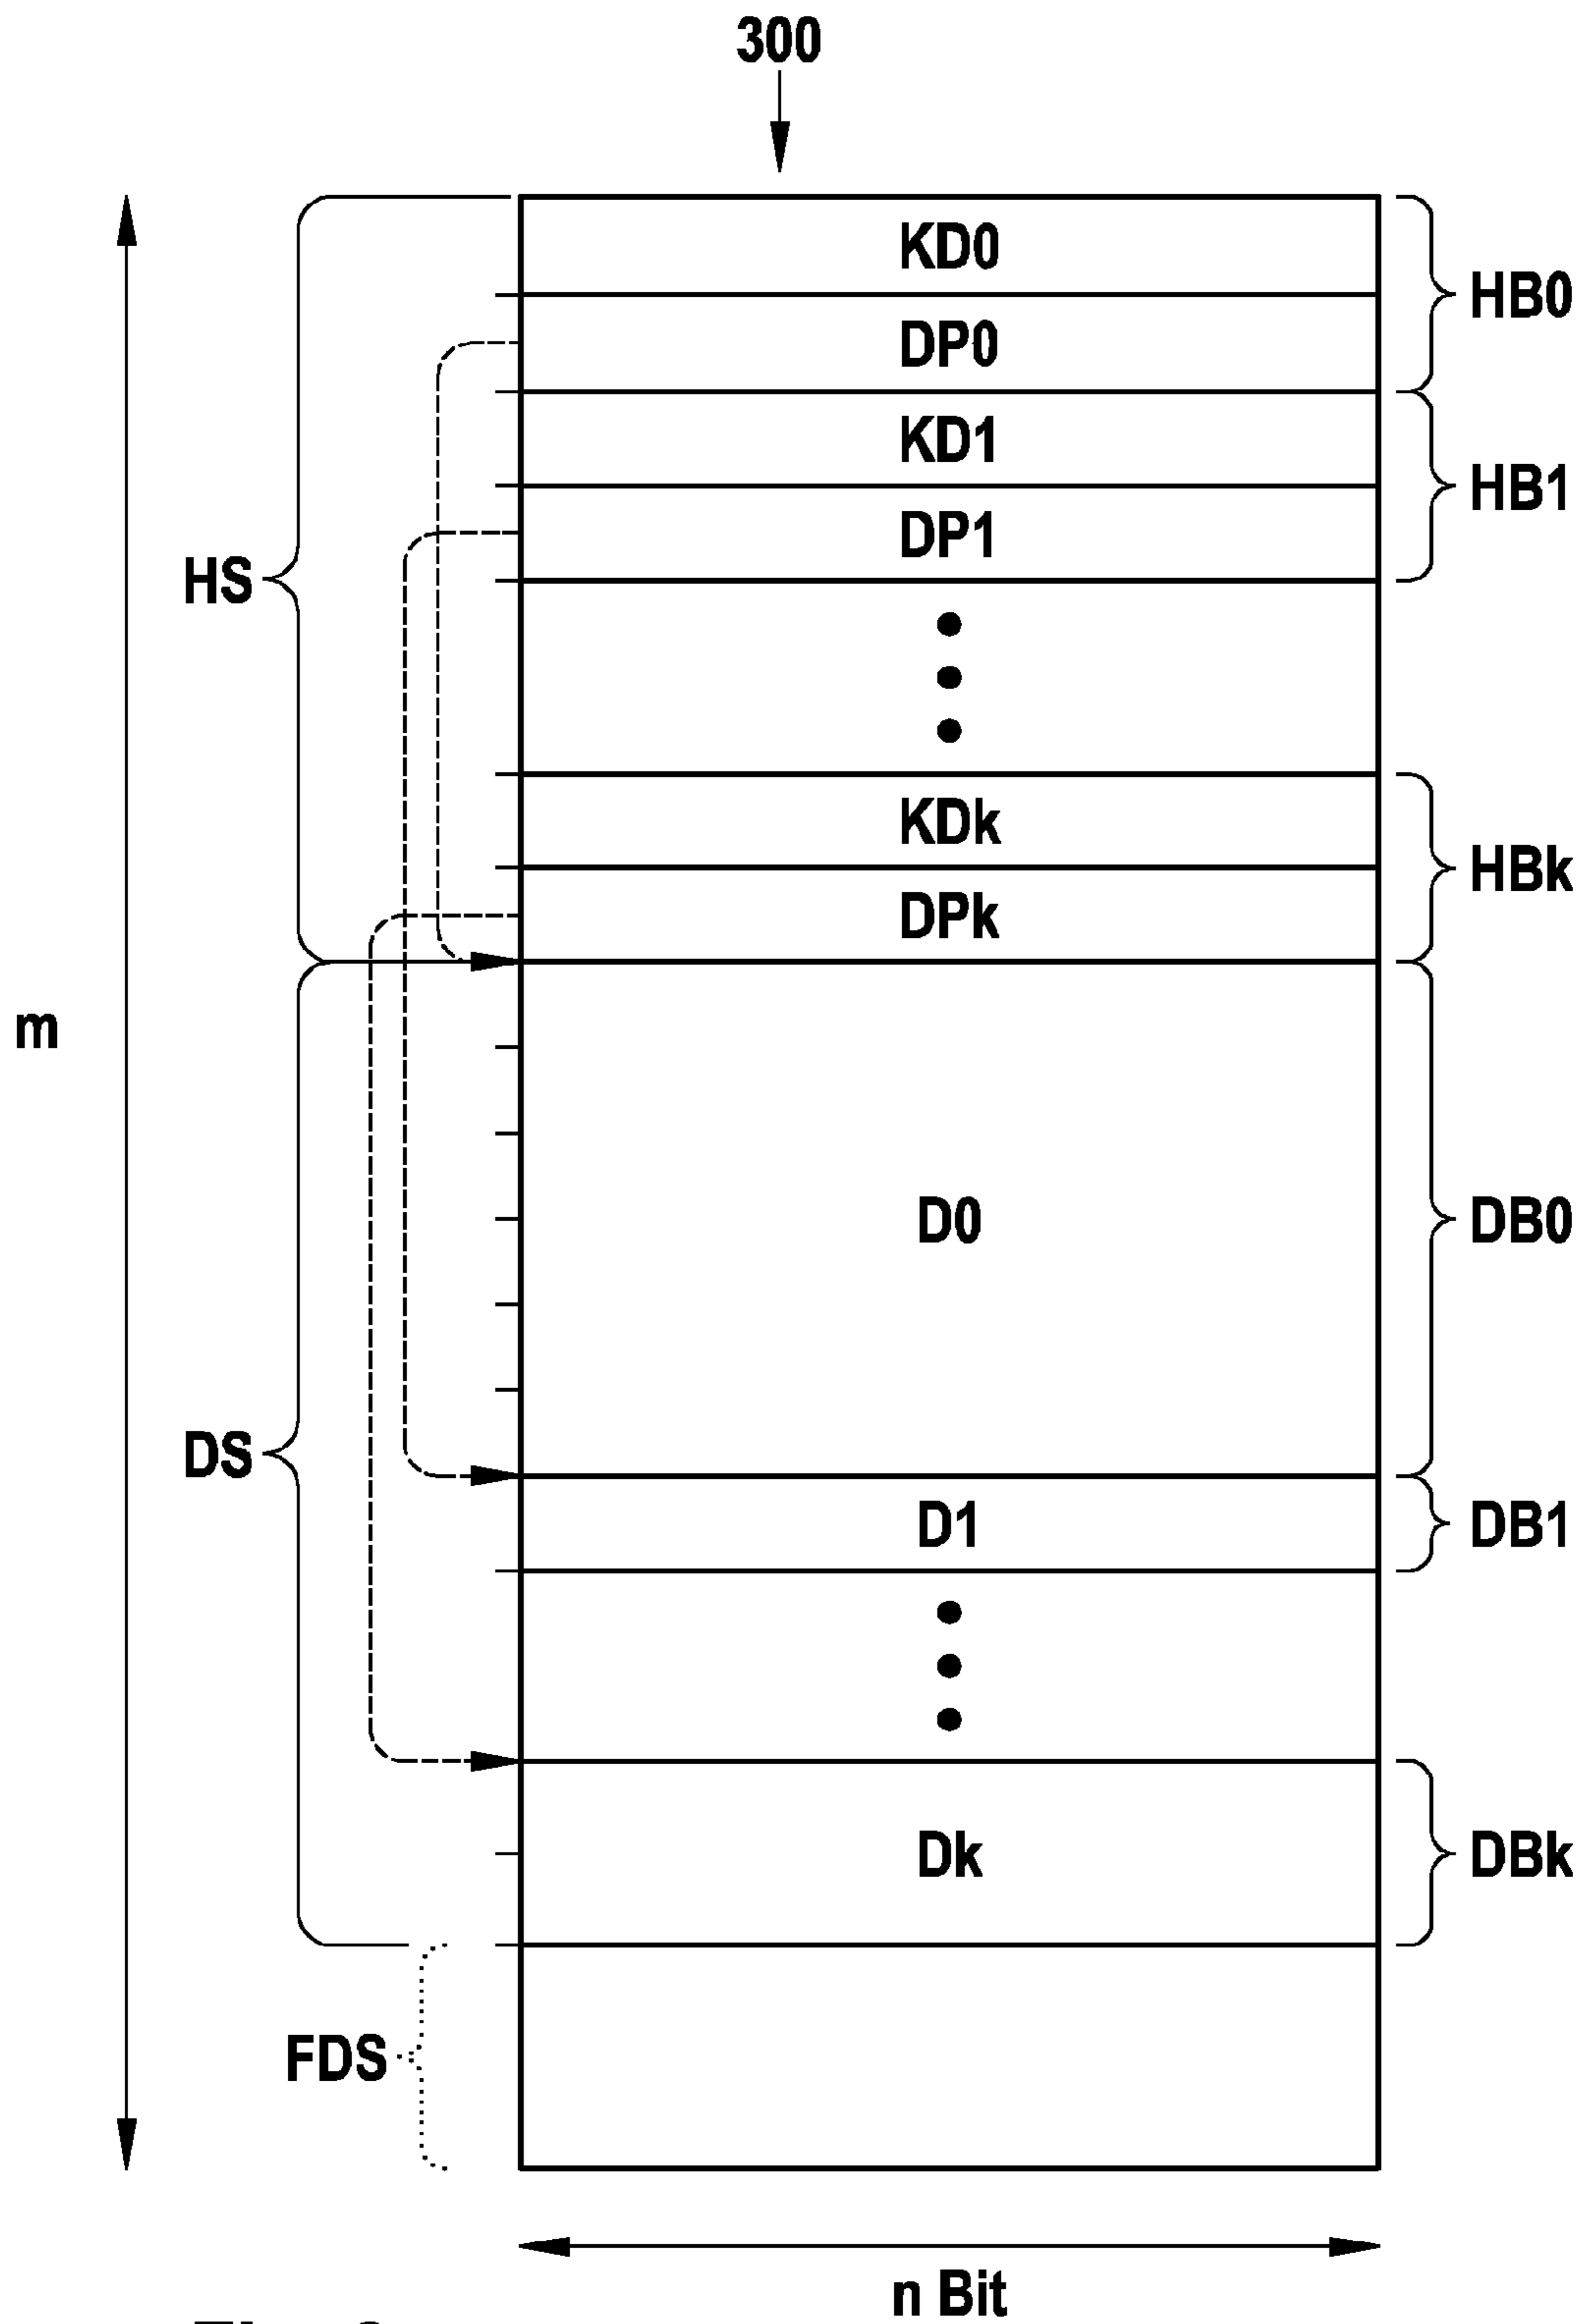 300
KD0
HB0
DP0
KD1
HB1
DP1
HS
KDk
HBk
DPk
m
D0
DB0
DS
D1
DB1
Dk
DBk
FDS
n Bit